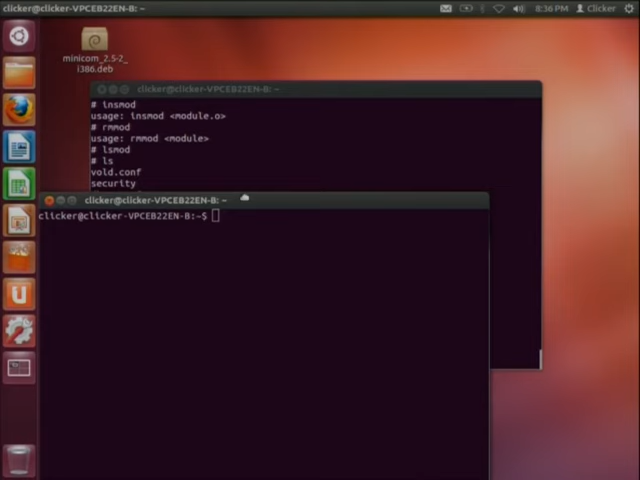 clicker@clicker-VPCEB22EN-B: ~
8:36 PM
Clicker
minicom_2.5-2_
i386.deb
clicker@clicker-VPCEB22EN-B: ~
# insmod
usage: insmod <module.o>
# rmmod
usage: rmmod <module>
# lsmod
# ls
vold.conf
security
clicker@clicker-VPCEB22EN-B: ~
clicker@clicker-VPCEB22EN-B:~$